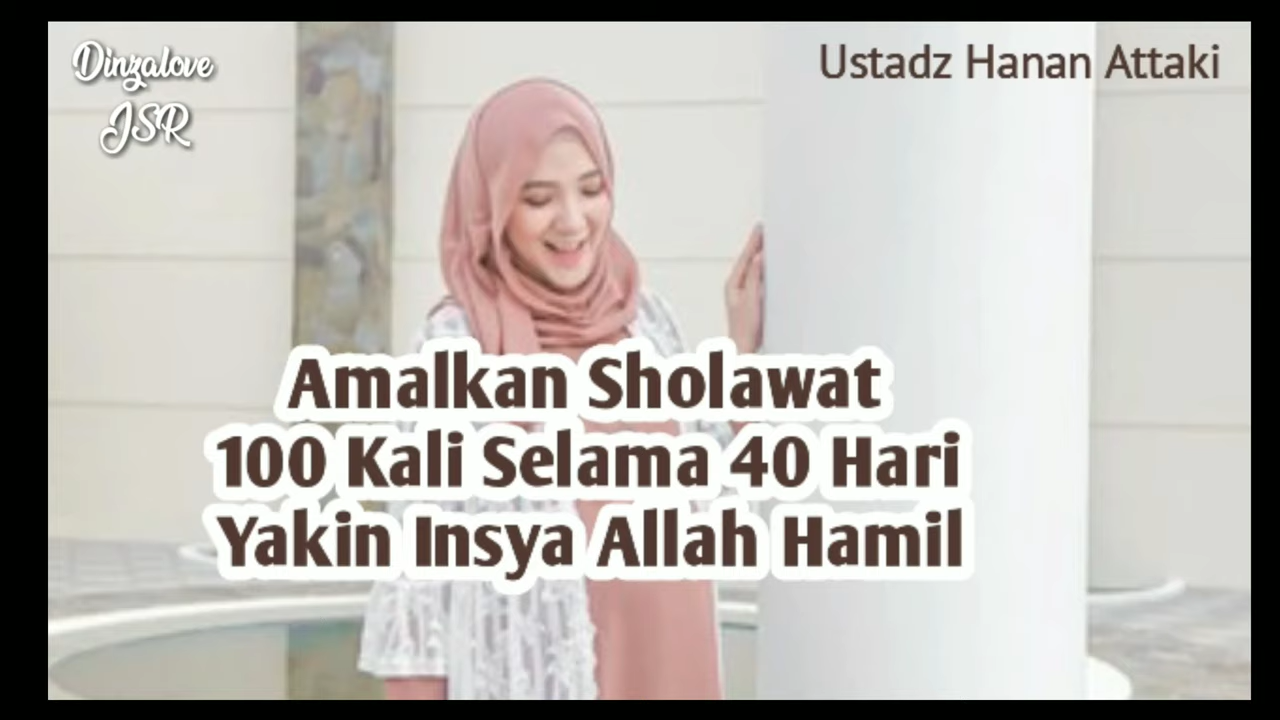 Dinzalove
JSR
Ustadz Hanan Attaki
Amalkan Sholawat
100 Kali Selama 40 Hari
Yakin Insya Allah Hamil